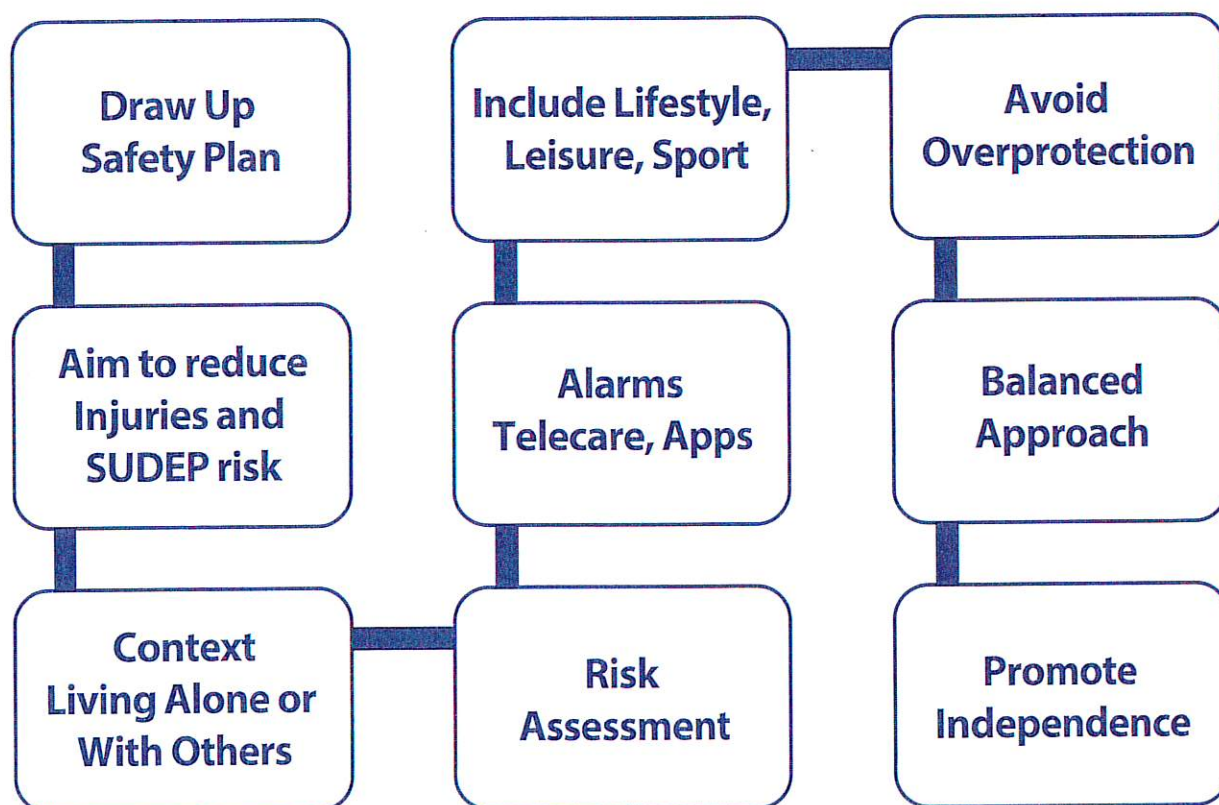 Draw Up
Safety Plan
Aim to reduce
Injuries and
SUDEP risk
Context
Living Alone or
With Others
Risk
Assessment
Alarms
Telecare, Apps
Include Lifestyle,
Leisure, Sport
Avoid
Overprotection
Balanced
Approach
Promote
Independence